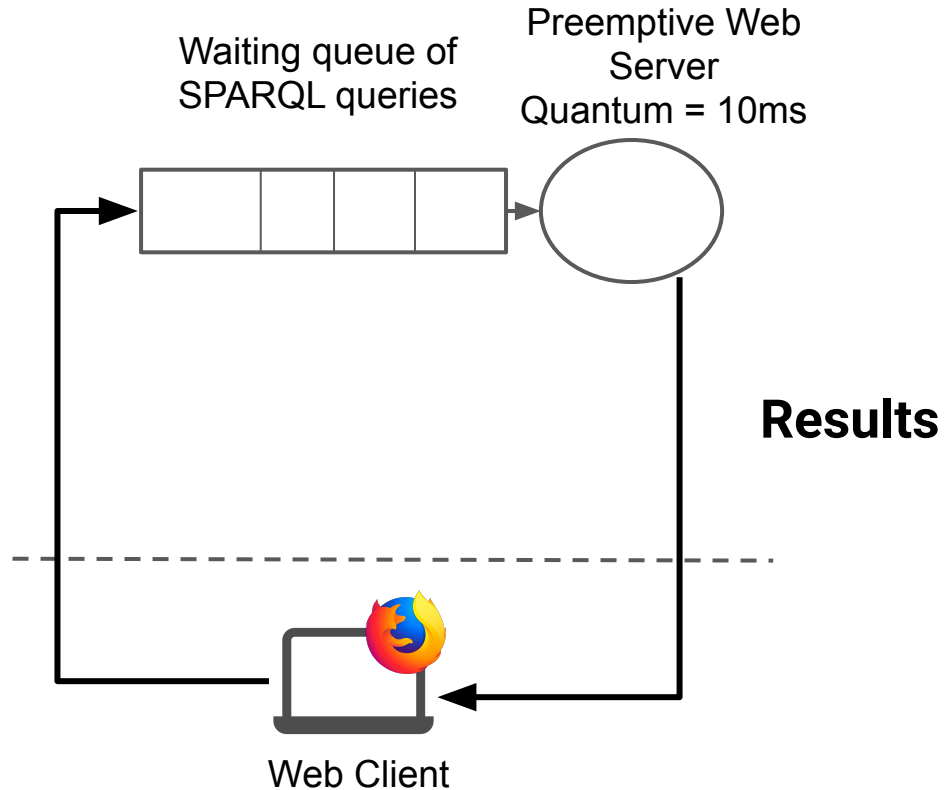 Waiting queue of
SPARQL queries
Preemptive Web
Server
Quantum = 10ms
Results
Web Client